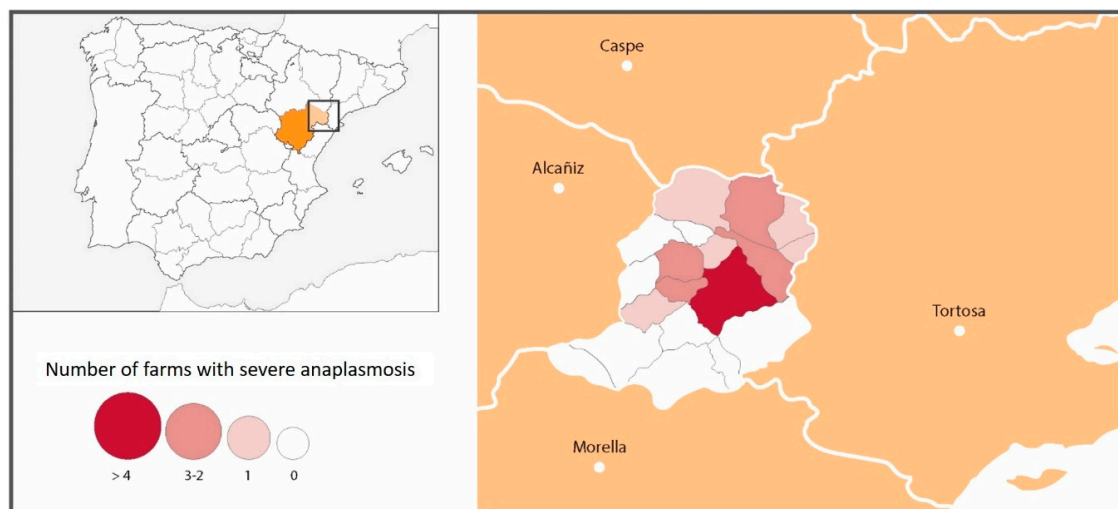 Caspe
Alcañiz
Tortosa
Morella
Number of farms with severe anaplasmosis
> 4 3-2 1 0